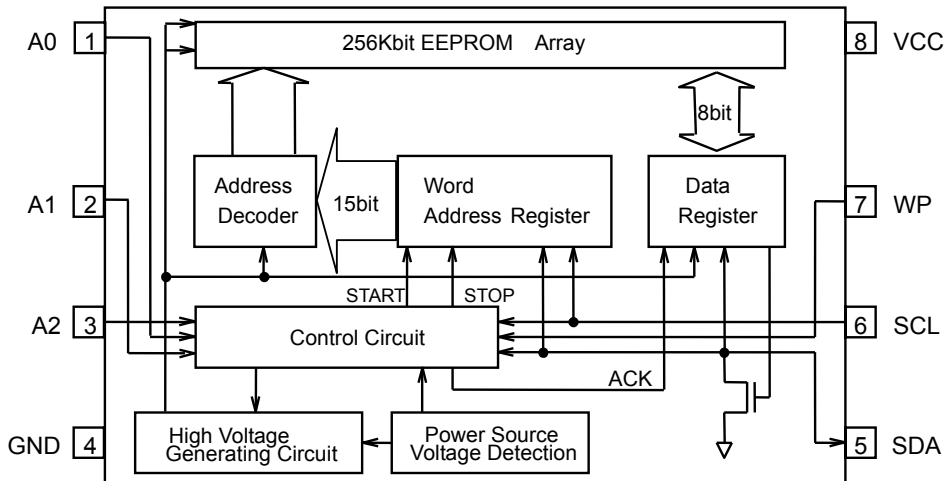 A0 1
256Kbit EEPROM Array
8 VCC
8bit
A1 2
Address
Decoder
15bit
Word
Address Register
Data
Register
7 WP
START
STOP
A2 3
Control Circuit
6 SCL
ACK
GND 4
High Voltage
Generating Circuit
Power Source
Voltage Detection
5 SDA